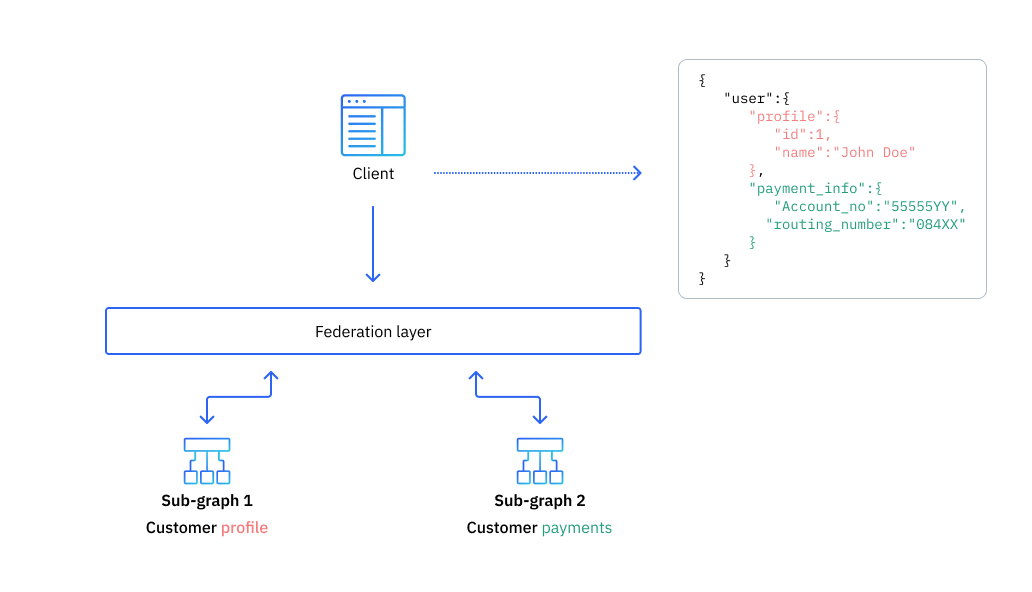 Client
{
"user":{
"profile":{
"id":1,
"name":"John Doe"
},
"payment_info":{
"Account_no":"55555YY",
"routing_number":"084XX"
}
}
}
Federation layer
Sub-graph 1
Customer profile
Sub-graph 2
Customer payments